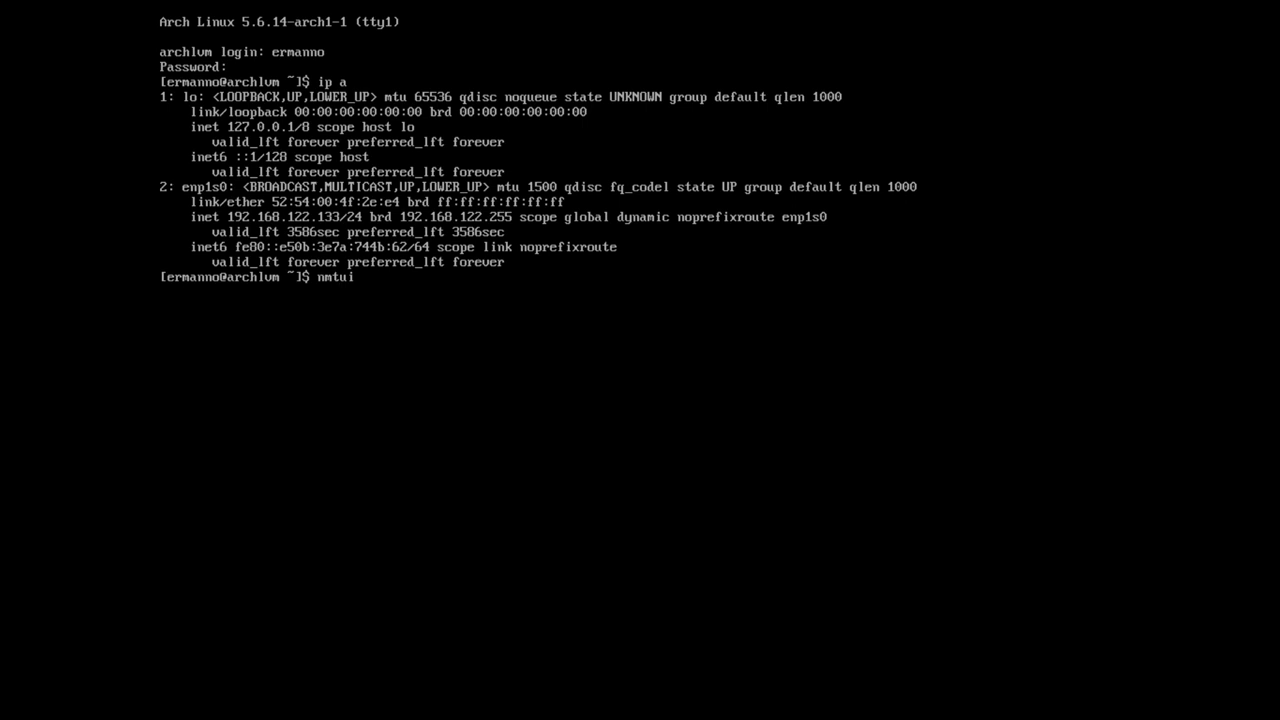 Arch Linux 5.6.14-arch1-1 (tty1)
archlvm login: ermanno
Password:
[ermanno@archlvm ~]$ ip a
1: lo: <LOOPBACK,UP,LOWER_UP> mtu 65536 qdisc noqueue state UNKNOWN group default qlen 1000
link/loopback 00:00:00:00:00:00 brd 00:00:00:00:00:00
inet 127.0.0.1/8 scope host lo
valid_lft forever preferred_lft forever
inet6 ::1/128 scope host
valid_lft forever preferred_lft forever
2: enp1s0: <BROADCAST,MULTICAST,UP,LOWER_UP> mtu 1500 qdisc fq_codel state UP group default qlen 1000
link/ether 52:54:00:4f:2e:e4 brd ff:ff:ff:ff:ff:ff
inet 192.168.122.133/24 brd 192.168.122.255 scope global dynamic noprefixroute enp1s0
valid_lft 3586sec preferred_lft 3586sec
inet6 fe80::e50b:3e7a:744b:62/64 scope link noprefixroute
valid_lft forever preferred_lft forever
[ermanno@archlvm ~]$ nmtui